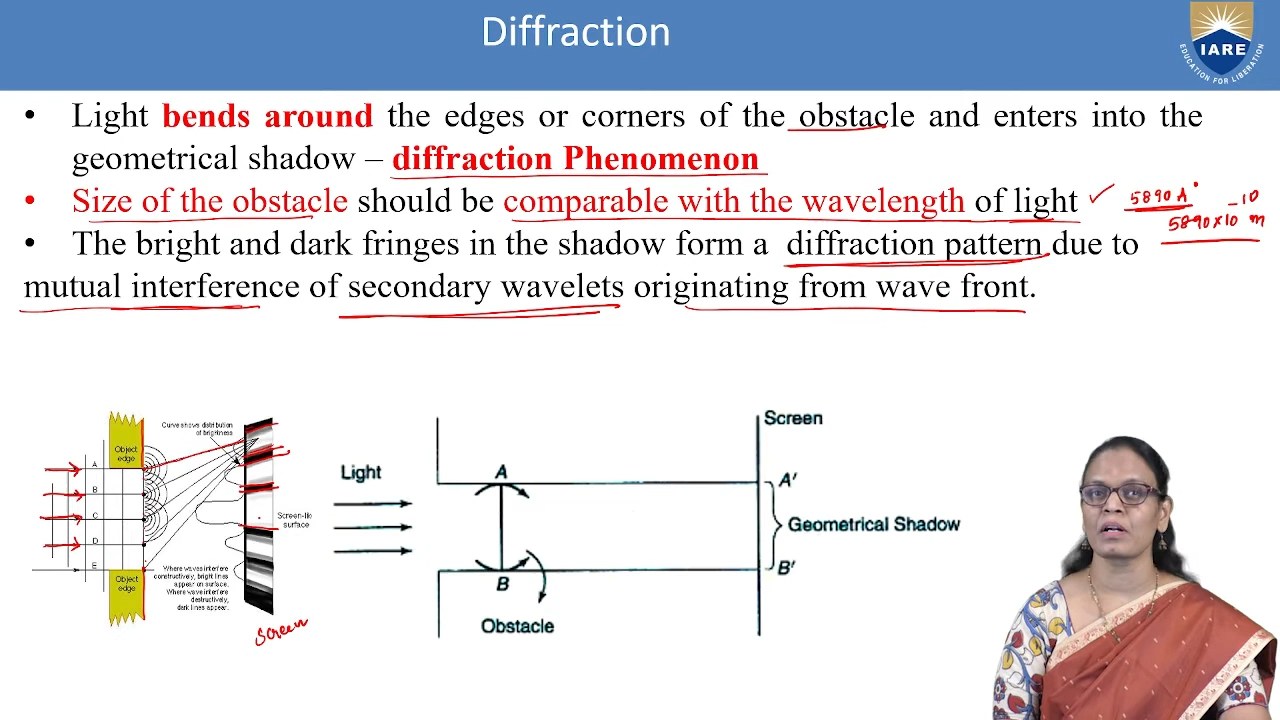 Diffraction
IARE
EDUCATION FOR LIBERATION
• Light bends around the edges or corners of the obstacle and enters into the
geometrical shadow – diffraction Phenomenon
• Size of the obstacle should be comparable with the wavelength of light ✓ 5890 A°
5890×10⁻¹⁰ m
• The bright and dark fringes in the shadow form a diffraction pattern due to
mutual interference of secondary wavelets originating from wave front.
Curve shows distribution
of brightness
Object
edge
A
B
C
D
E
Screen-lik
surface
Object
edge
Where waves interfere
constructively, bright lines
appear on surface.
Where wave interfere
destructively,
dark lines appear.
Screen
Light
A
B
Obstacle
Screen
A'
Geometrical Shadow
B'